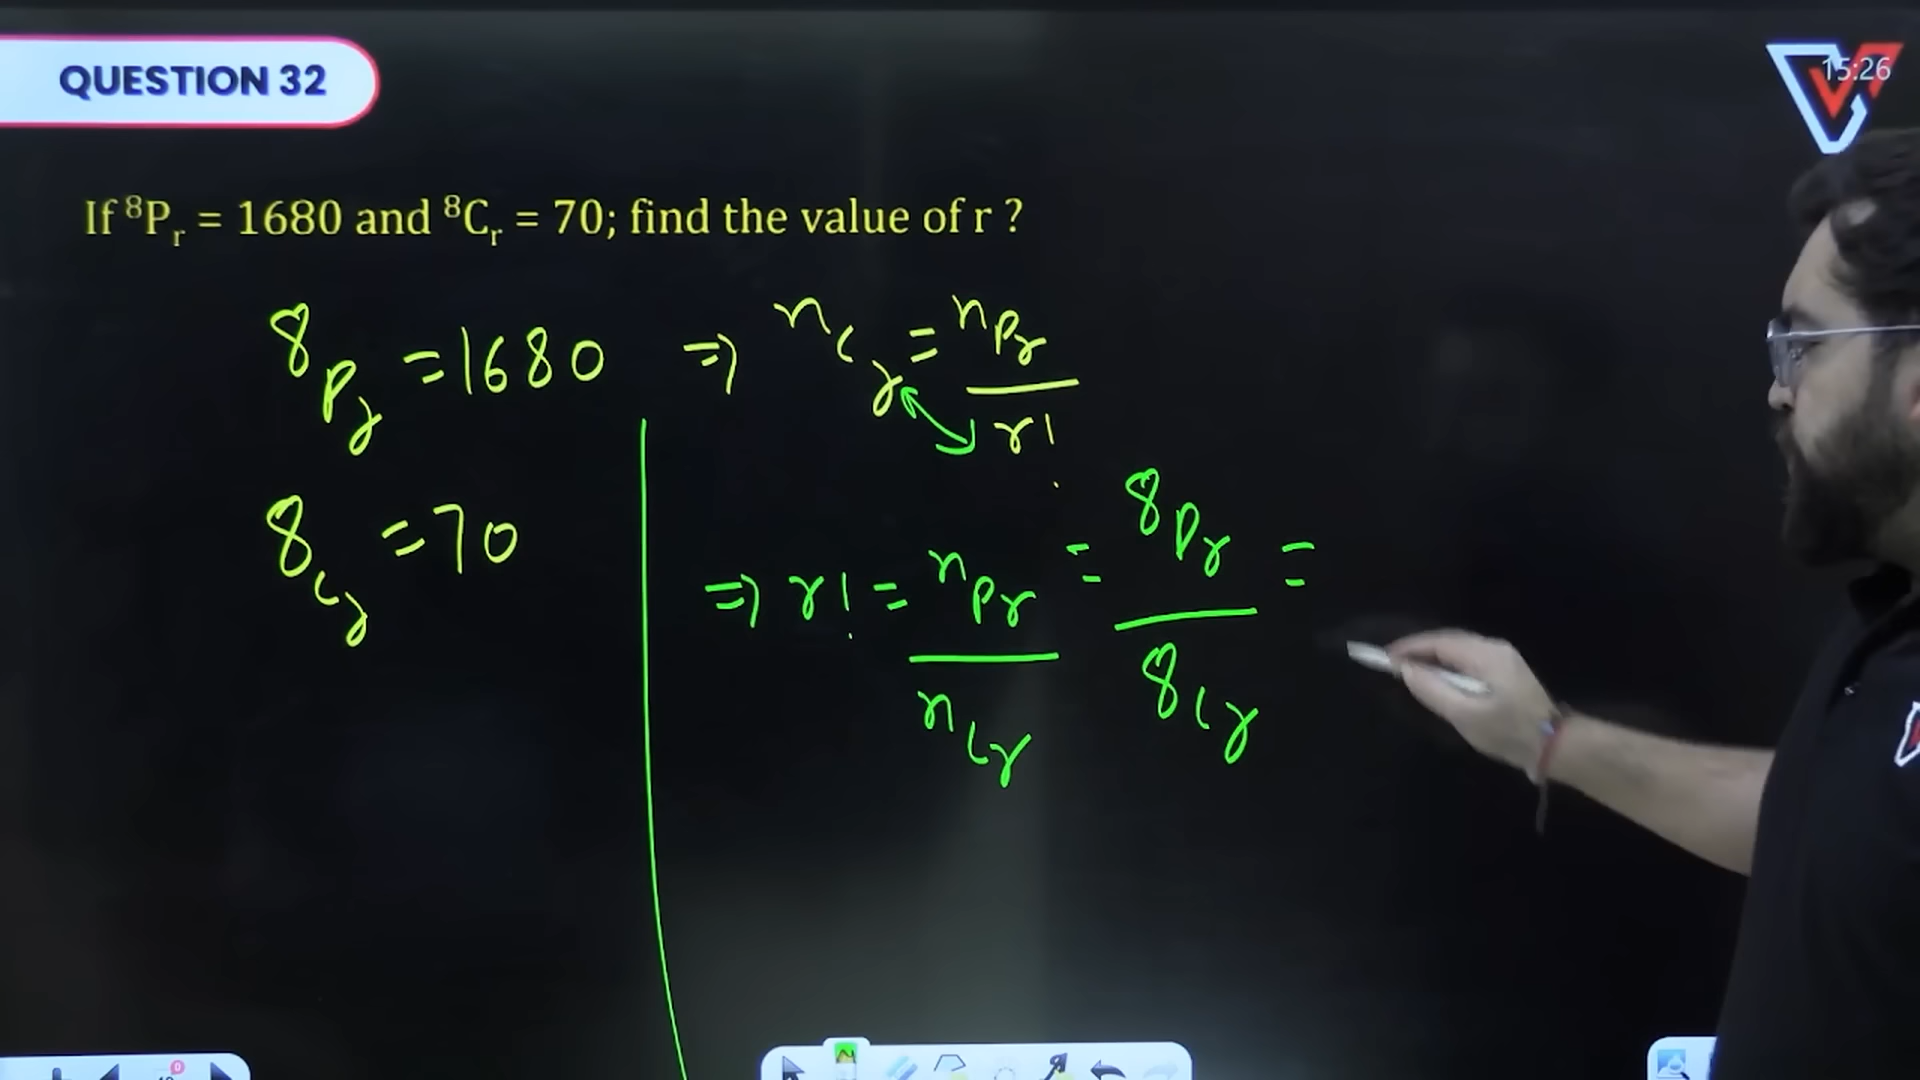 QUESTION 32
15:26
If ⁸Pᵣ = 1680 and ⁸Cᵣ = 70; find the value of r ?
⁸Pᵣ = 1680 ⇒ ⁿCᵣ = ⁿPᵣ / r!
⁸Cᵣ = 70
⇒ r! = ⁿPᵣ / ⁿCᵣ = ⁸Pᵣ / ⁸Cᵣ =